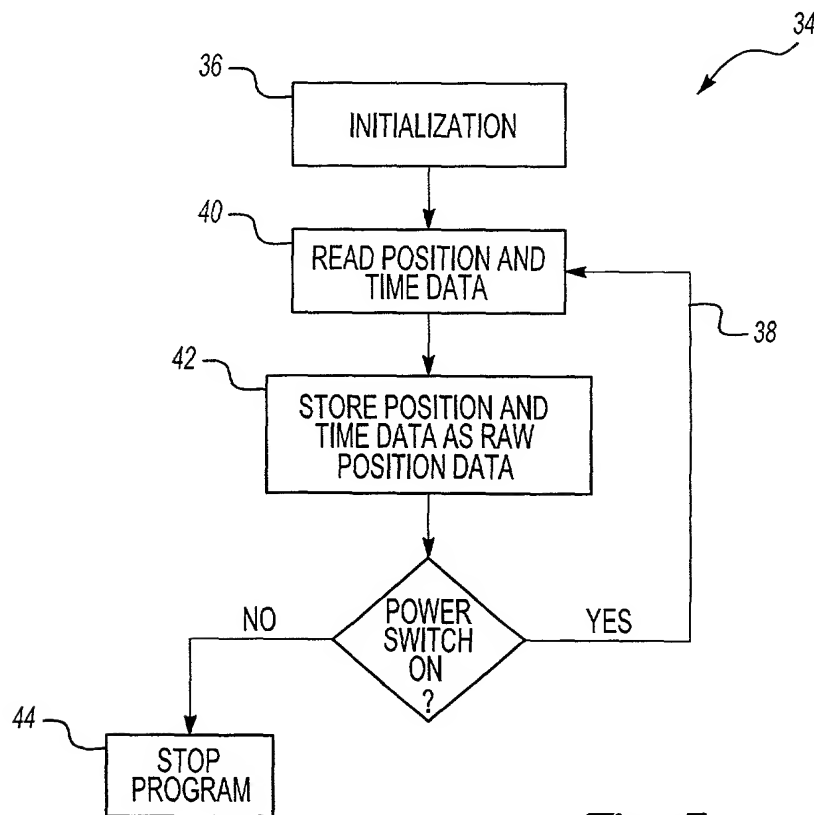 34
36
INITIALIZATION
40
READ POSITION AND
TIME DATA
38
42
STORE POSITION AND
TIME DATA AS RAW
POSITION DATA
NO
POWER
SWITCH
ON
?
YES
44
STOP
PROGRAM